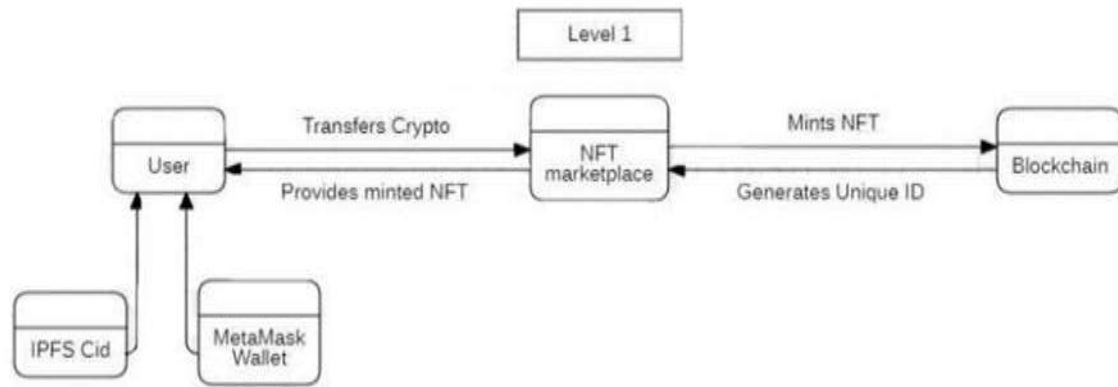 Level 1
Transfers Crypto
Mints NFT
User
NFT
marketplace
Blockchain
Provides minted NFT
Generates Unique ID
IPFS Cid
MetaMask
Wallet